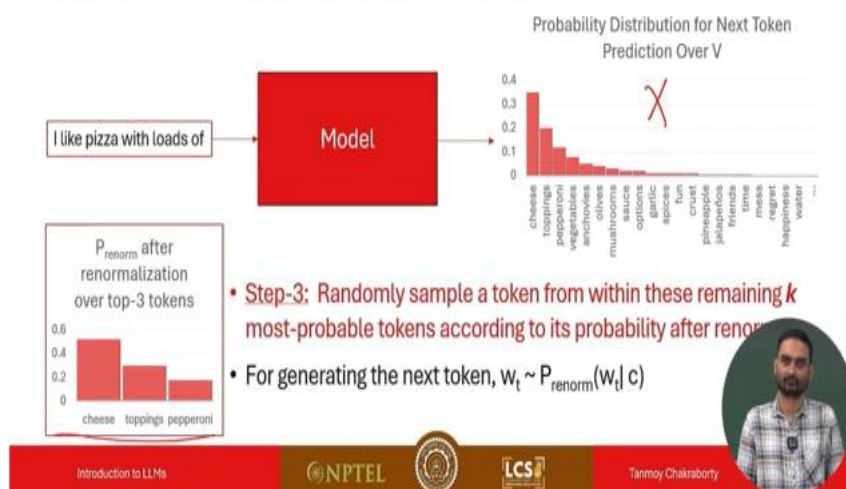 Probability Distribution for Next Token
Prediction Over V
0.4
0.3
0.2
0.1
0
cheese
toppings
pepperoni
vegetables
anchovies
olives
mushrooms
sauce
options
garlic
spices
fun
crust
pineapple
jalapeños
friends
time
mess
regret
happiness
water
...
I like pizza with loads of
Model
P_renorm after
renormalization
over top-3 tokens
0.6
0.4
0.2
0
cheese toppings pepperoni
• Step-3: Randomly sample a token from within these remaining k
most-probable tokens according to its probability after
• For generating the next token, w_t ~ P_renorm(w_t| c)
Introduction to LLMs
NPTEL
LCS
Tanmoy Chakraborty